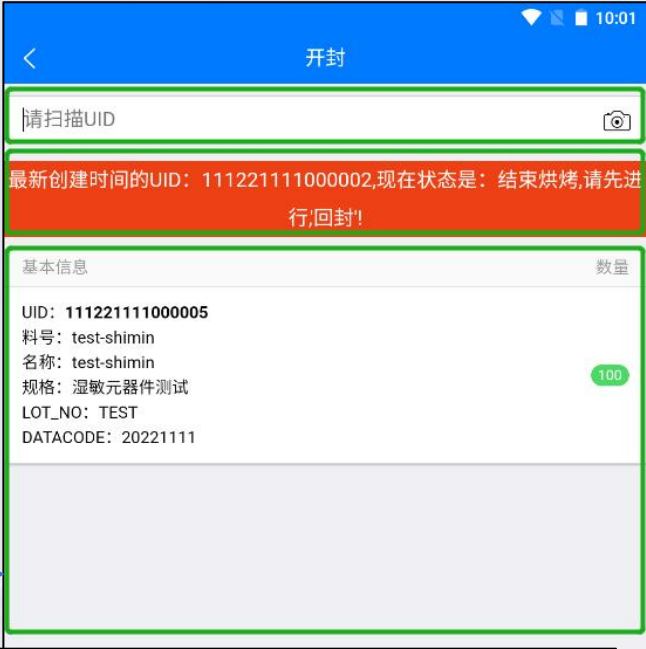 10:01
开封
请扫描UID
最新创建时间的UID：111221111000002,现在状态是：结束烘烤,请先进
行,'回封'!
基本信息 数量
UID：111221111000005
料号：test-shimin
名称：test-shimin
规格：湿敏元器件测试
100
LOT_NO：TEST
DATACODE：20221111